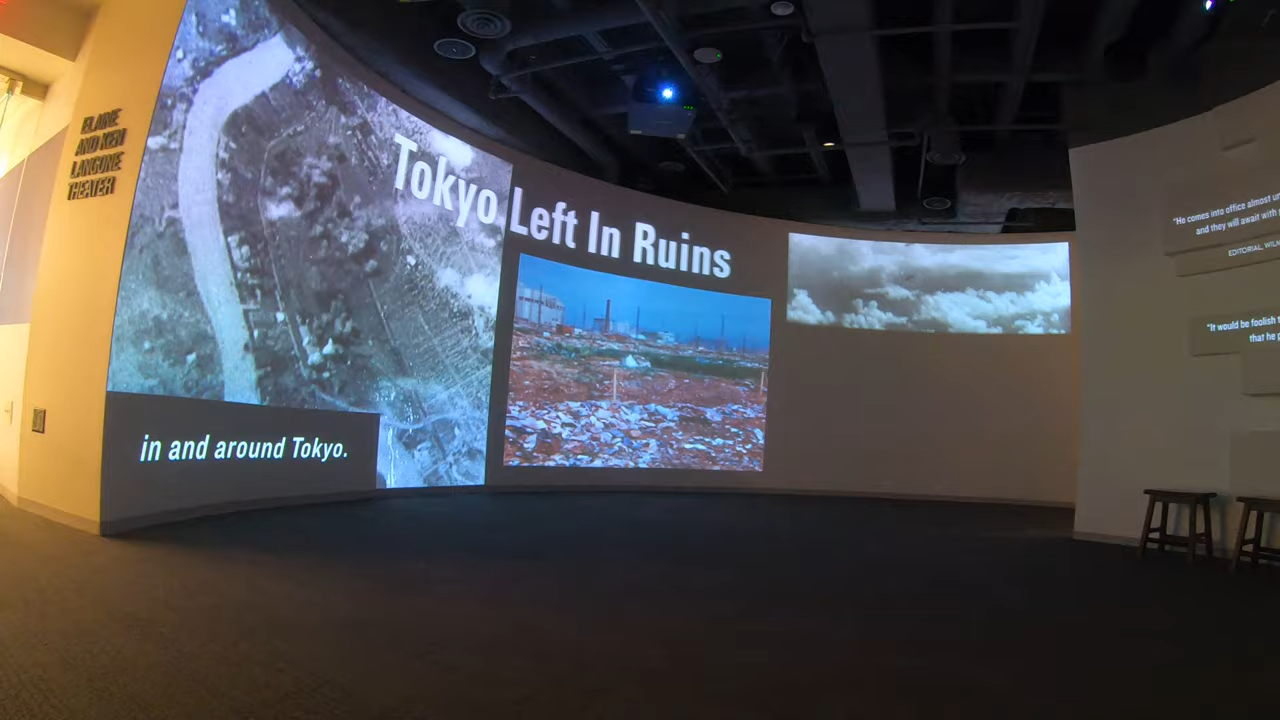 ELAINE
AND KEN
LANGONE
THEATER
Tokyo Left In Ruins
in and around Tokyo.
"He comes into office almost
and they will await with
EDITORIAL,
"It would be foolish
that he